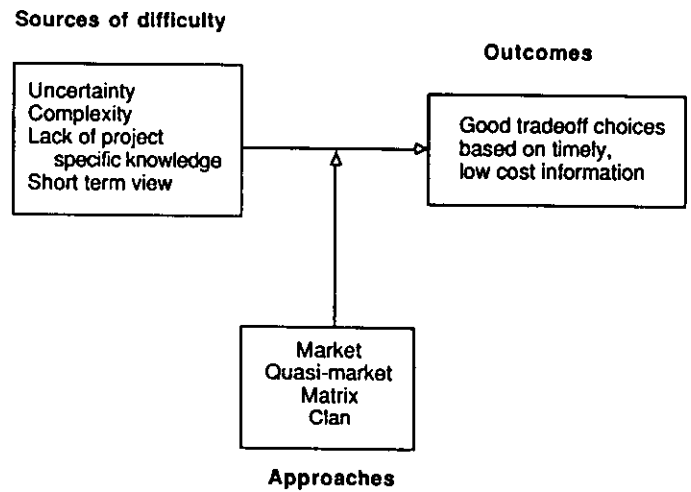 Sources of difficulty
Uncertainty
Complexity
Lack of project
specific knowledge
Short term view
Outcomes
Good tradeoff choices
based on timely,
low cost information
Market
Quasi-market
Matrix
Clan
Approaches